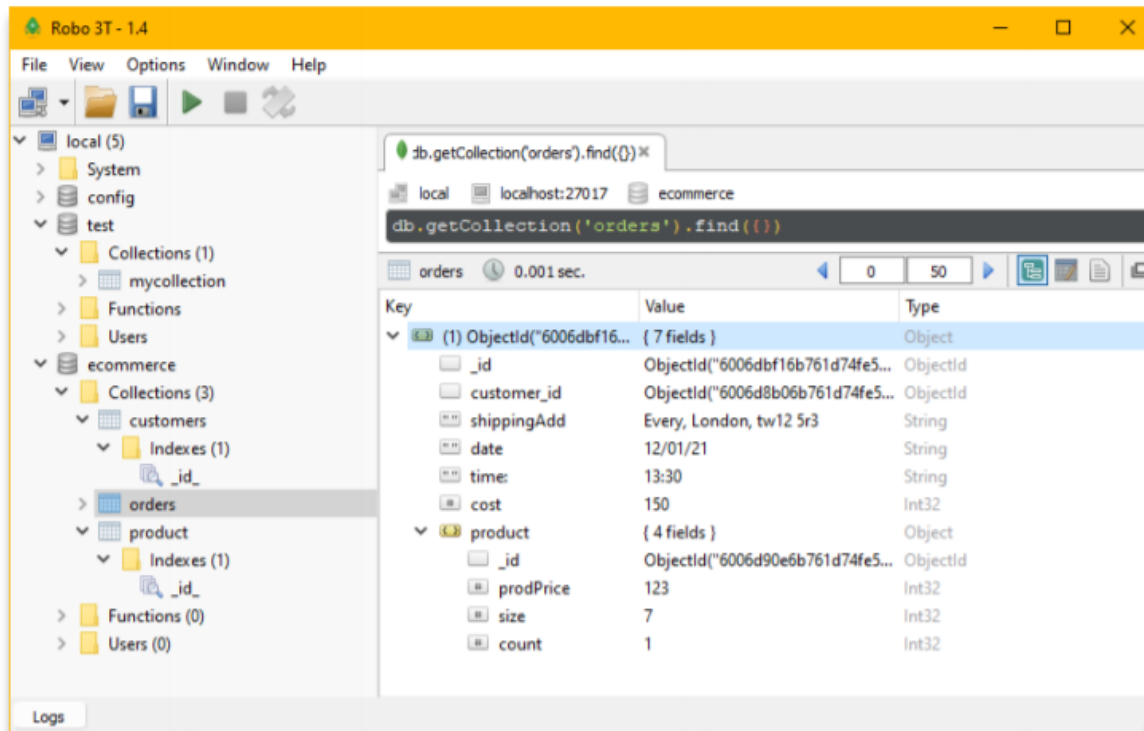 Robo 3T - 1.4
File View Options Window Help
local (5)
System
config
test
Collections (1)
mycollection
Functions
Users
ecommerce
Collections (3)
customers
Indexes (1)
_id_
orders
product
Indexes (1)
_id_
Functions (0)
Users (0)
db.getCollection('orders').find({})
local localhost:27017 ecommerce
db.getCollection('orders').find({})
orders 0.001 sec. 0 50
Key Value Type
(1) ObjectId("6006dbf16... { 7 fields } Object
_id ObjectId("6006dbf16b761d74fe5... ObjectId
customer_id ObjectId("6006d8b06b761d74fe5... ObjectId
shippingAdd Every, London, tw12 5r3 String
date 12/01/21 String
time: 13:30 String
cost 150 Int32
product { 4 fields } Object
_id ObjectId("6006d90e6b761d74fe5... ObjectId
prodPrice 123 Int32
size 7 Int32
count 1 Int32
Logs